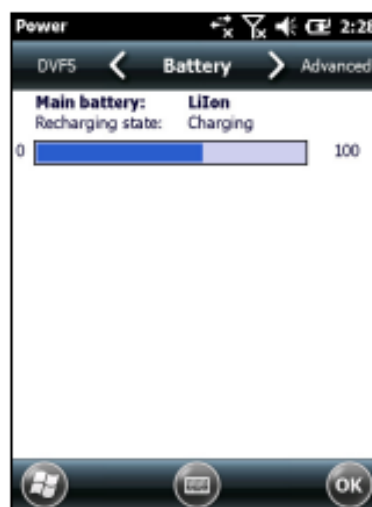 Power 2:28
DVFS Battery Advanced
Main battery: LiIon
Recharging state: Charging
0 100
OK